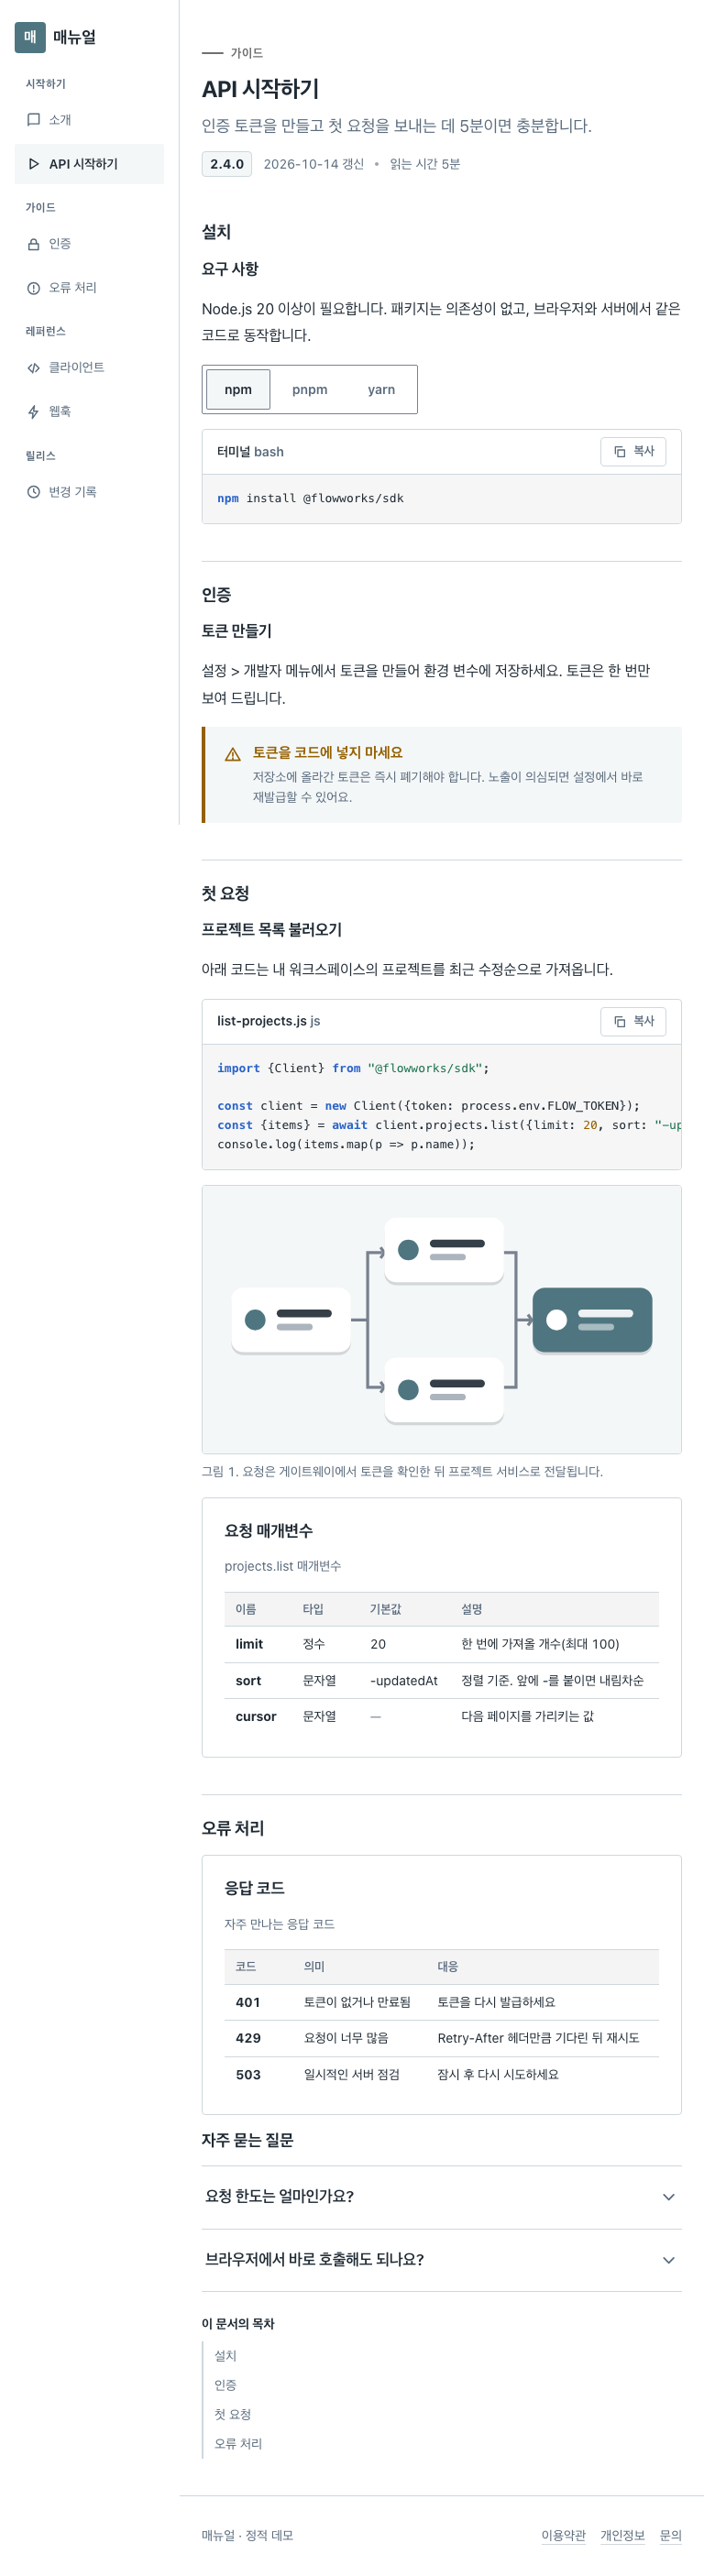 매 매뉴얼
시작하기
소개
API 시작하기
가이드
인증
오류 처리
레퍼런스
클라이언트
웹훅
릴리스
변경 기록
가이드
API 시작하기
인증 토큰을 만들고 첫 요청을 보내는 데 5분이면 충분합니다.
2.4.0 2026-10-14 갱신 • 읽는 시간 5분
설치
요구 사항
Node.js 20 이상이 필요합니다. 패키지는 의존성이 없고, 브라우저와 서버에서 같은
코드로 동작합니다.
npm pnpm yarn
터미널 bash 복사
npm install @flowworks/sdk
인증
토큰 만들기
설정 > 개발자 메뉴에서 토큰을 만들어 환경 변수에 저장하세요. 토큰은 한 번만
보여 드립니다.
토큰을 코드에 넣지 마세요
저장소에 올라간 토큰은 즉시 폐기해야 합니다. 노출이 의심되면 설정에서 바로
재발급할 수 있어요.
첫 요청
프로젝트 목록 불러오기
아래 코드는 내 워크스페이스의 프로젝트를 최근 수정순으로 가져옵니다.
list-projects.js js 복사
import {Client} from "@flowworks/sdk";
const client = new Client({token: process.env.FLOW_TOKEN});
const {items} = await client.projects.list({limit: 20, sort: "-up
console.log(items.map(p => p.name));
그림 1. 요청은 게이트웨이에서 토큰을 확인한 뒤 프로젝트 서비스로 전달됩니다.
요청 매개변수
projects.list 매개변수
이름 타입 기본값 설명
limit 정수 20 한 번에 가져올 개수(최대 100)
sort 문자열 -updatedAt 정렬 기준. 앞에 -를 붙이면 내림차순
cursor 문자열 — 다음 페이지를 가리키는 값
오류 처리
응답 코드
자주 만나는 응답 코드
코드 의미 대응
401 토큰이 없거나 만료됨 토큰을 다시 발급하세요
429 요청이 너무 많음 Retry-After 헤더만큼 기다린 뒤 재시도
503 일시적인 서버 점검 잠시 후 다시 시도하세요
자주 묻는 질문
요청 한도는 얼마인가요?
브라우저에서 바로 호출해도 되나요?
이 문서의 목차
설치
인증
첫 요청
오류 처리
매뉴얼 · 정적 데모 이용약관 개인정보 문의